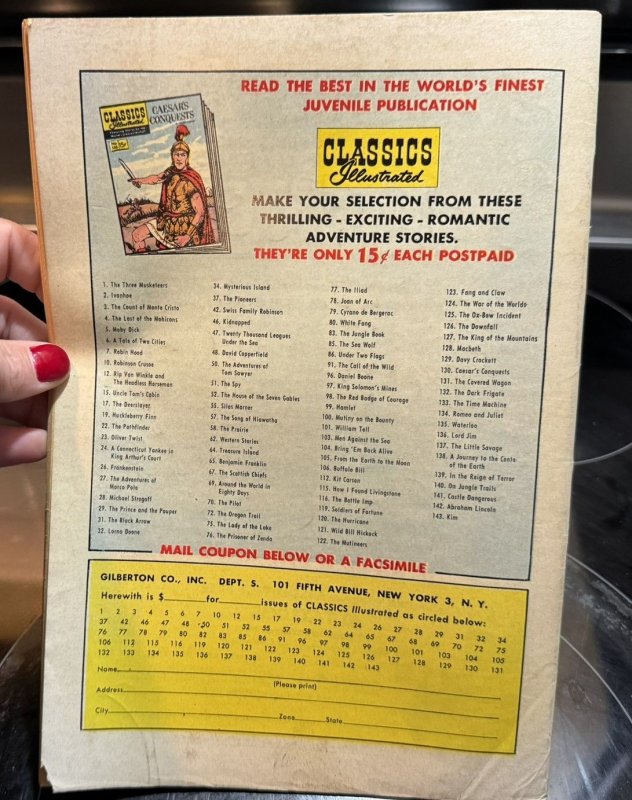 READ THE BEST IN THE WORLD'S FINEST
JUVENILE PUBLICATION
CLASSICS
Illustrated
CAESAR'S
CONQUESTS
CLASSICS
Illustrated
MAKE YOUR SELECTION FROM THESE
THRILLING - EXCITING - ROMANTIC
ADVENTURE STORIES.
THEY'RE ONLY 15¢ EACH POSTPAID
1. The Three Musketeers
2. Ivanhoe
3. The Count of Monte Cristo
4. The Last of the Mohicans
5. Moby Dick
6. A Tale of Two Cities
7. Robin Hood
10. Robinson Crusoe
12. Rip Van Winkle and
The Headless Horseman
15. Uncle Tom's Cabin
17. The Deerslayer
19. Huckleberry Finn
22. The Pathfinder
23. Oliver Twist
24. A Connecticut Yankee in
King Arthur's Court
26. Frankenstein
27. The Adventures of
Marco Polo
28. Michael Strogoff
29. The Prince and the Pauper
31. The Black Arrow
32. Lorna Doone
34. Mysterious Island
37. The Pioneers
42. Swiss Family Robinson
46. Kidnapped
47. Twenty Thousand Leagues
Under the Sea
48. David Copperfield
50. The Adventures of
Tom Sawyer
51. The Spy
52. The House of the Seven Gables
55. Silas Marner
57. The Song of Hiawatha
58. The Prairie
62. Western Stories
64. Treasure Island
65. Benjamin Franklin
67. The Scottish Chiefs
69. Around the World in
Eighty Days
70. The Pilot
72. The Oregon Trail
75. The Lady of the Lake
76. The Prisoner of Zenda
77. The Iliad
78. Joan of Arc
79. Cyrano de Bergerac
80. White Fang
83. The Jungle Book
85. The Sea Wolf
86. Under Two Flags
91. The Call of the Wild
96. Daniel Boone
97. King Solomon's Mines
98. The Red Badge of Courage
99. Hamlet
100. Mutiny on the Bounty
101. William Tell
103. Men Against the Sea
104. Bring 'Em Back Alive
105. From the Earth to the Moon
106. Buffalo Bill
112. Kit Carson
115. How I Found Livingstone
116. The Bottle Imp
119. Soldiers of Fortune
120. The Hurricane
121. Wild Bill Hickock
122. The Mutineers
123. Fang and Claw
124. The War of the Worlds
125. The Ox-Bow Incident
126. The Downfall
127. The King of the Mountains
128. Macbeth
129. Davy Crockett
130. Caesar's Conquests
131. The Covered Wagon
132. The Dark Frigate
133. The Time Machine
134. Romeo and Juliet
135. Waterloo
136. Lord Jim
137. The Little Savage
138. A Journey to the Cente
of the Earth
139. In the Reign of Terror
140. On Jungle Trails
141. Castle Dangerous
142. Abraham Lincoln
143. Kim
MAIL COUPON BELOW OR A FACSIMILE
GILBERTON CO., INC. DEPT. S. 101 FIFTH AVENUE, NEW YORK 3, N. Y.
Herewith is $ for issues of CLASSICS Illustrated as circled below:
1 2 3 4 5 6 7 10 12 15 17 19 22 23 24 26 27 28 29 31 32 34
37 42 46 47 48 50 51 52 55 57 58 62 64 65 67 68 69 70 72 75
76 77 78 79 80 82 83 85 86 91 96 97 98 99 100 101 103 104 105
106 112 115 116 119 120 121 122 123 124 125 126 127 128 129 130 131
132 133 134 135 136 137 138 139 140 141 142 143
Name
(Please print)
Address
City Zone State